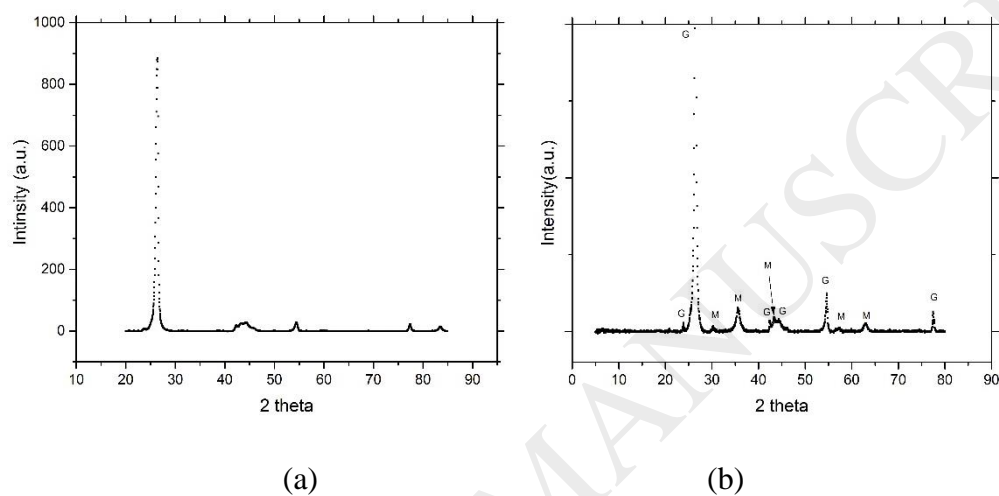 1000
800
600
400
200
0
Intinsity (a.u.)
10 20 30 40 50 60 70 80 90
2 theta
(a)
G
M
G M M G G G M M G
Intensity(a.u.)
0 10 20 30 40 50 60 70 80 90
2 theta
(b)
MANUSCR